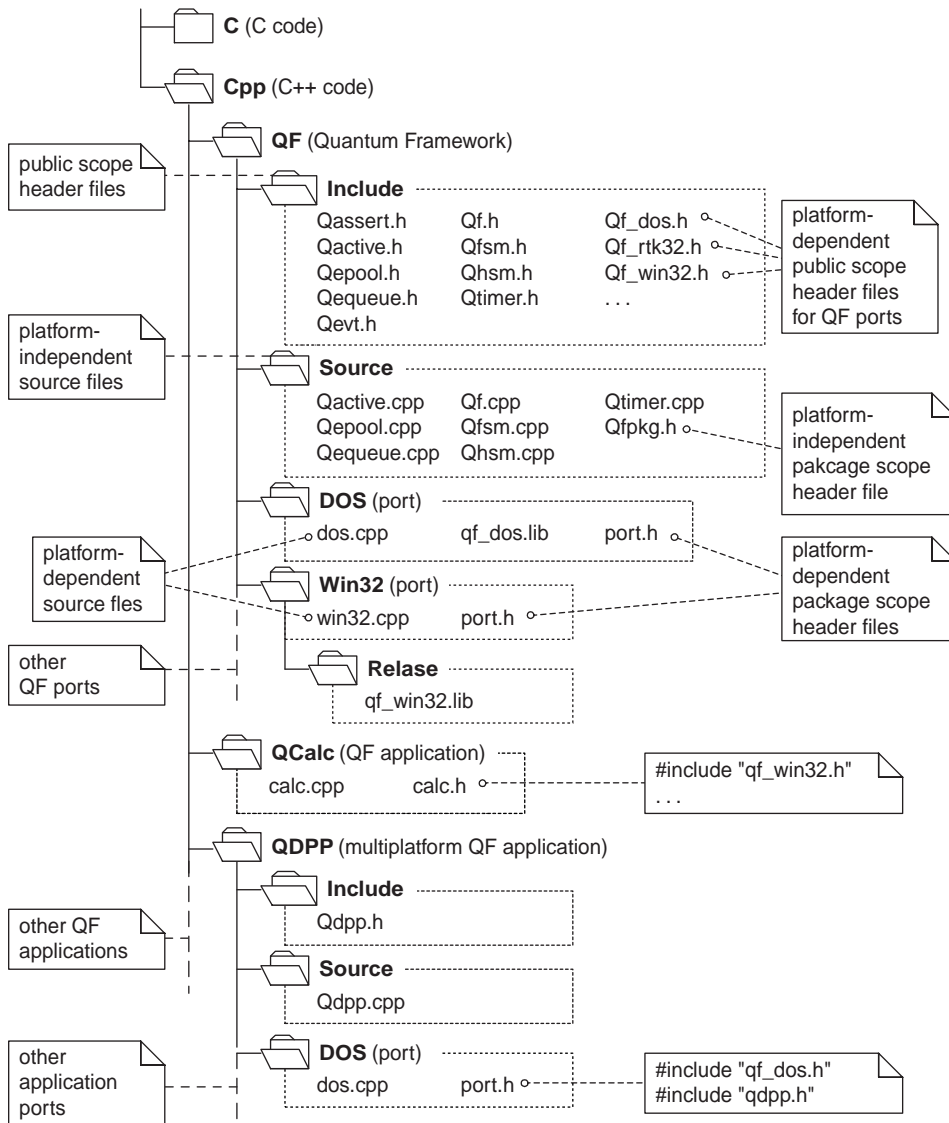 C (C code)
Cpp (C++ code)
QF (Quantum Framework)
public scope
header files
Include
Qassert.h Qf.h Qf_dos.h
Qactive.h Qfsm.h Qf_rtk32.h
Qepool.h Qhsm.h Qf_win32.h
Qequeue.h Qtimer.h . . .
Qevt.h
platform-
dependent
public scope
header files
for QF ports
platform-
independent
source files
Source
Qactive.cpp Qf.cpp Qtimer.cpp
Qepool.cpp Qfsm.cpp Qfpkg.h
Qequeue.cpp Qhsm.cpp
platform-
independent
pakcage scope
header file
DOS (port)
dos.cpp qf_dos.lib port.h
platform-
dependent
source fles
Win32 (port)
win32.cpp port.h
platform-
dependent
package scope
header files
other
QF ports
Relase
qf_win32.lib
QCalc (QF application)
calc.cpp calc.h
#include "qf_win32.h"
. . .
QDPP (multiplatform QF application)
Include
Qdpp.h
other QF
applications
Source
Qdpp.cpp
other
application
ports
DOS (port)
dos.cpp port.h
#include "qf_dos.h"
#include "qdpp.h"